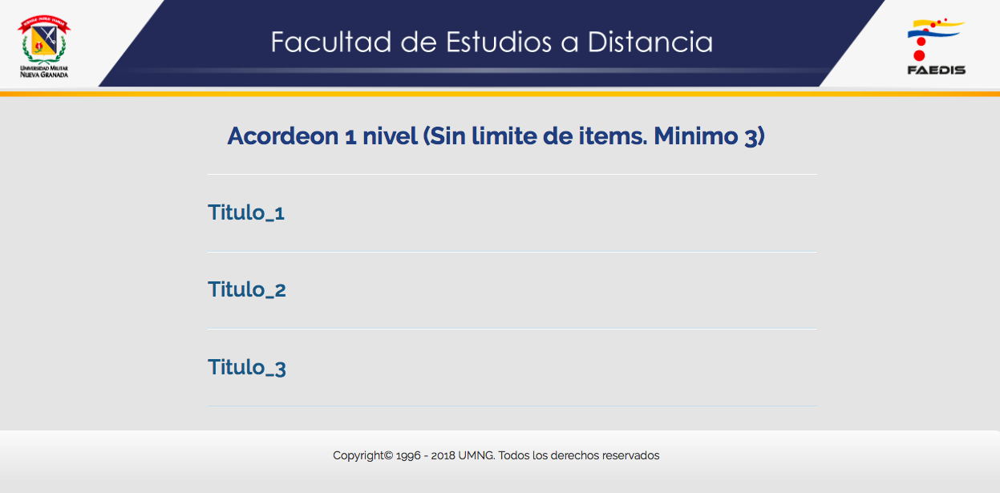 Facultad de Estudios a Distancia
UNIVERSIDAD MILITAR
NUEVA GRANADA
FAEDIS
Acordeon 1 nivel (Sin limite de items. Minimo 3)
Titulo_1
Titulo_2
Titulo_3
Copyright© 1996 - 2018 UMNG. Todos los derechos reservados